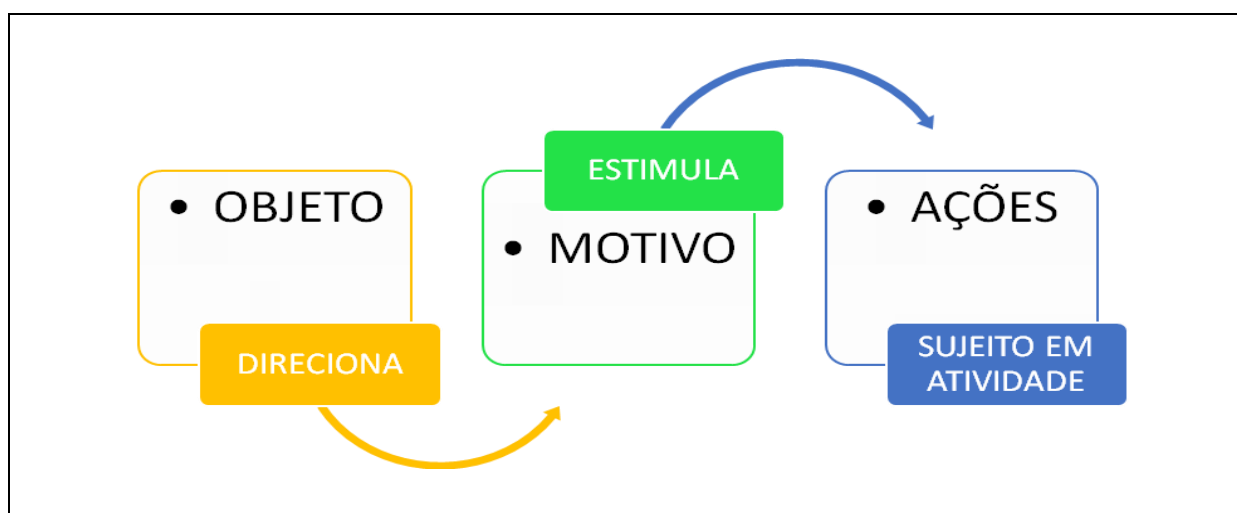 • OBJETO
DIRECIONA
ESTIMULA
• MOTIVO
• AÇÕES
SUJEITO EM
ATIVIDADE